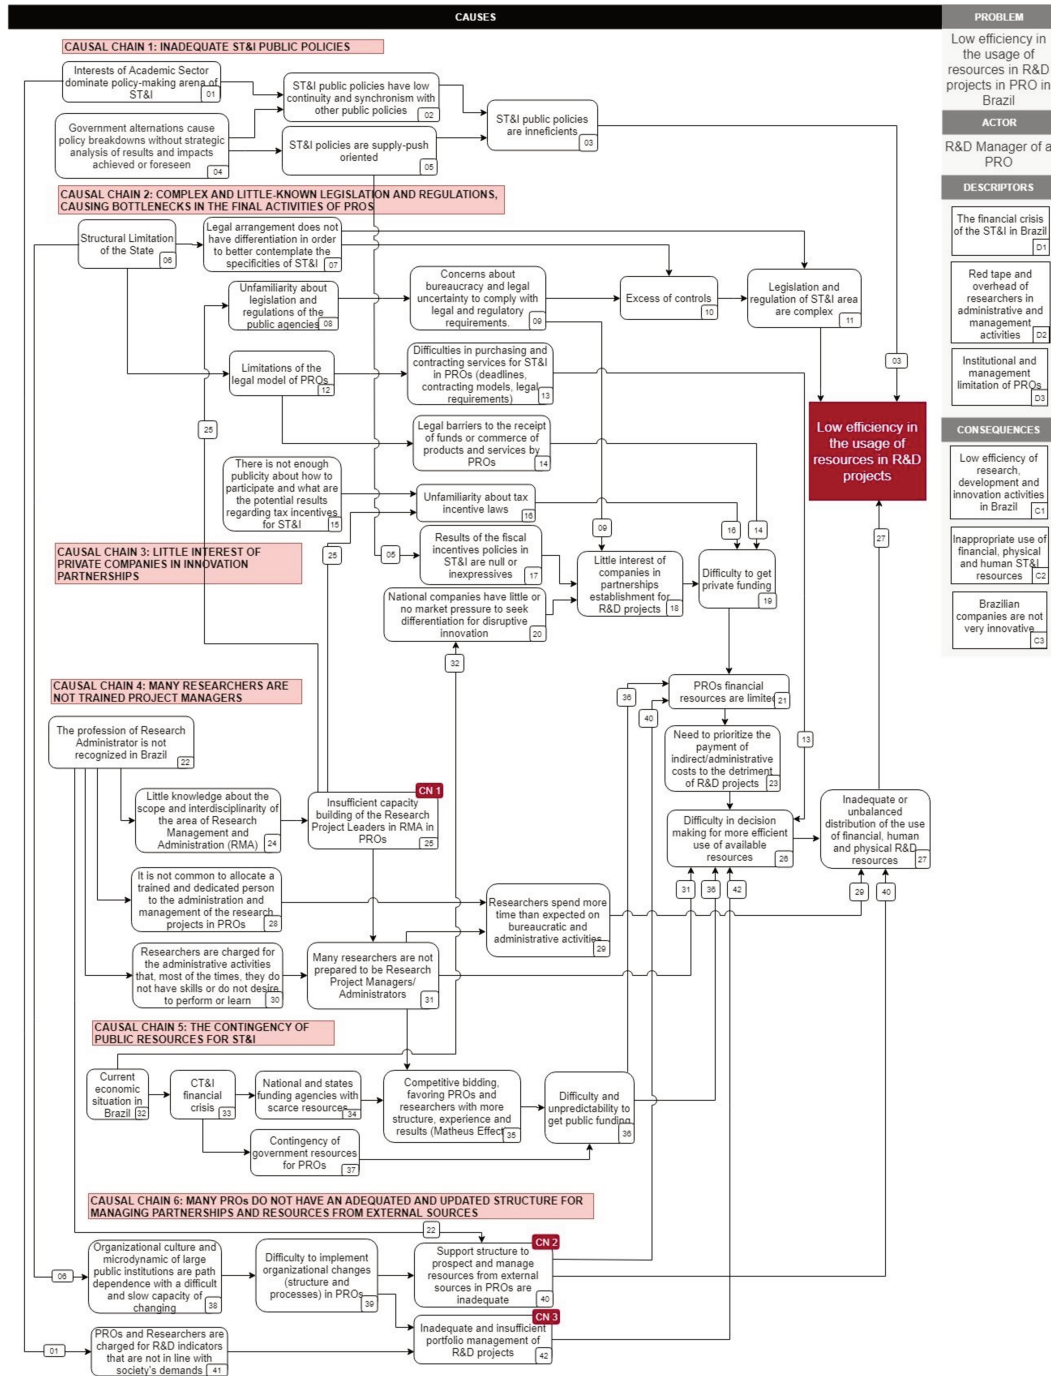 CAUSES
PROBLEM
Low efficiency in
the usage of
resources in R&D
projects in PRO in
Brazil
ACTOR
R&D Manager of a
PRO
DESCRIPTORS
The financial crisis
of the ST&I in Brazil
D1
Red tape and
overhead of
researchers in
administrative and
management
activities
D2
Institutional and
management
limitation of PROs
D3
CONSEQUENCES
Low efficiency of
research,
development and
innovation activities
in Brazil
C1
Inappropriate use of
financial, physical
and human ST&I
resources
C2
Brazilian
companies are not
very innovative
C3
CAUSAL CHAIN 1: INADEQUATE ST&I PUBLIC POLICIES
Interests of Academic Sector
dominate policy-making arena of
ST&I
01
ST&I public policies have low
continuity and synchronism with
other public policies
02
ST&I public policies
are inneficients
03
Government alternations cause
policy breakdowns without strategic
analysis of results and impacts
achieved or foreseen
04
ST&I policies are supply-push
oriented
05
CAUSAL CHAIN 2: COMPLEX AND LITTLE-KNOWN LEGISLATION AND REGULATIONS,
CAUSING BOTTLENECKS IN THE FINAL ACTIVITIES OF PROS
Structural Limitation
of the State
06
Legal arrangement does not
have differentiation in order
to better contemplate the
specificities of ST&I
07
Unfamiliarity about
legislation and
regulations of the
public agencies
08
Concerns about
bureaucracy and legal
uncertainty to comply with
legal and regulatory
requirements.
09
Excess of controls
10
Legislation and
regulation of ST&I area
are complex
11
03
Limitations of the
legal model of PROs
12
Difficulties in purchasing and
contracting services for ST&I
in PROs (deadlines,
contracting models, legal
requirements)
13
Low efficiency in
the usage of
resources in R&D
projects
25
Legal barriers to the receipt
of funds or commerce of
products and services by
PROs
14
There is not enough
publicity about how to
participate and what are
the potential results
regarding tax incentives
for ST&I
15
Unfamiliarity about tax
incentive laws
16
09
16
14
27
CAUSAL CHAIN 3: LITTLE INTEREST OF
PRIVATE COMPANIES IN INNOVATION
PARTNERSHIPS
25
05
Results of the fiscal
incentives policies in
ST&I are null or
inexpressives
17
Little interest of
companies in
partnerships
establishment for
R&D projects
18
Difficulty to get
private funding
19
National companies have little or
no market pressure to seek
differentiation for disruptive
innovation
20
32
CAUSAL CHAIN 4: MANY RESEARCHERS ARE
NOT TRAINED PROJECT MANAGERS
36
40
PROs financial
resources are limited
21
The profession of Research
Administrator is not
recognized in Brazil
22
Need to prioritize the
payment of
indirect/administrative
costs to the detriment
of R&D projects
23
13
Little knowledge about the
scope and interdisciplinarity of
the area of Research
Management and
Administration (RMA)
24
CN 1
Insufficient capacity
building of the Research
Project Leaders in RMA in
PROs
25
Difficulty in decision
making for more efficient
use of available
resources
26
Inadequate or
unbalanced
distribution of the use
of financial, human
and physical R&D
resources
27
It is not common to allocate a
trained and dedicated person
to the administration and
management of the research
projects in PROs
28
Researchers spend more
time than expected on
bureaucratic and
administrative activities
29
31
36
42
29
40
Researchers are charged for
the administrative activities
that, most of the times, they do
not have skills or do not desire
to perform or learn
30
Many researchers are not
prepared to be Research
Project Managers/
Administrators
31
CAUSAL CHAIN 5: THE CONTINGENCY OF
PUBLIC RESOURCES FOR ST&I
Current
economic
situation in
Brazil
32
CT&I
financial
crisis
33
National and states
funding agencies with
scarce resources
34
Competitive bidding,
favoring PROs and
researchers with more
structure, experience and
results (Matheus Effect
35
Difficulty and
unpredictability to
get public funding
36
Contingency of
government resources
for PROs
37
CAUSAL CHAIN 6: MANY PROs DO NOT HAVE AN ADEQUATED AND UPDATED STRUCTURE FOR
MANAGING PARTNERSHIPS AND RESOURCES FROM EXTERNAL SOURCES
22
06
Organizational culture and
microdynamic of large
public institutions are path
dependence with a difficult
and slow capacity of
changing
38
Difficulty to implement
organizational changes
(structure and
processes) in PROs
39
CN 2
Support structure to
prospect and manage
resources from external
sources in PROs are
inadequate
40
01
PROs and Researchers are
charged for R&D indicators
that are not in line with
society's demands
41
CN 3
Inadequate and insufficient
portfolio management of
R&D projects
42